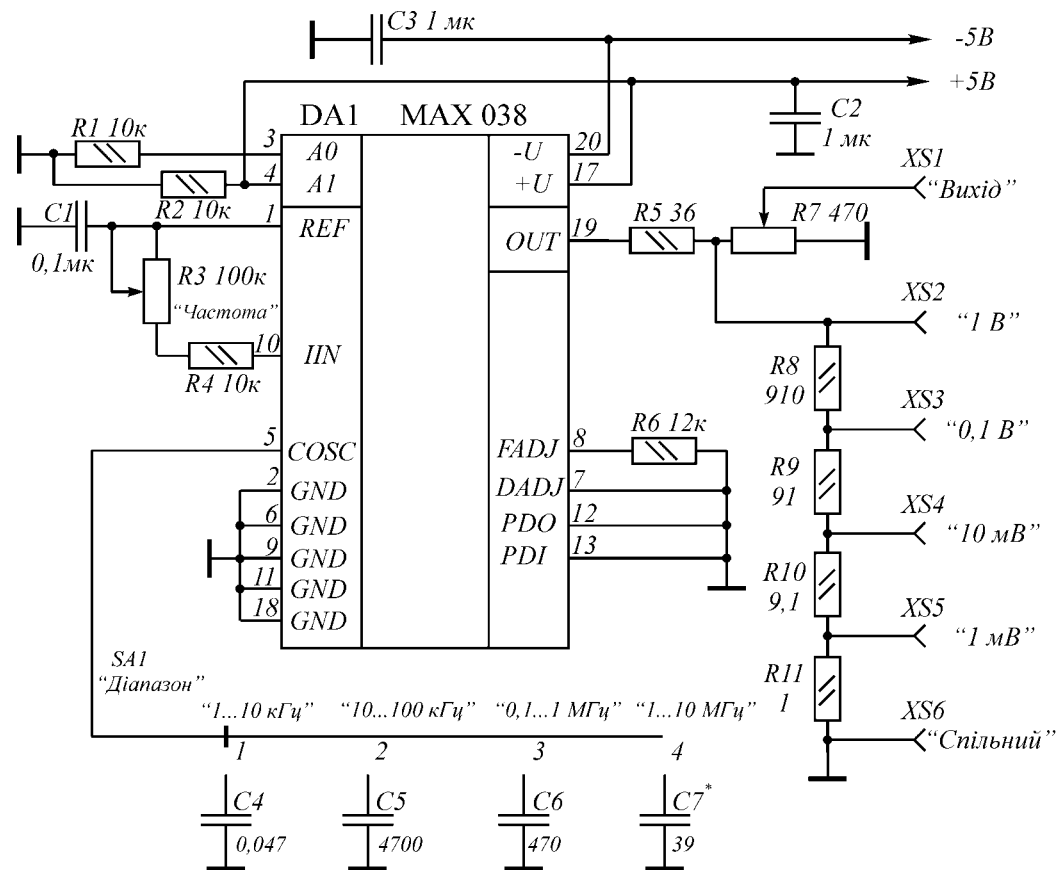 C3 1 мк
-5В
+5В
DA1
MAX 038
C2
1 мк
R1 10к
3
A0
-U
20
4
A1
+U
17
R2 10к
XS1
“Вихід”
C1
0,1мк
1
REF
OUT
19
R5 36
R7 470
R3 100к
“Частота”
XS2
“1 В”
10
IIN
R4 10к
R8
910
XS3
“0,1 В”
5
COSC
FADJ
8
R6 12к
2
GND
DADJ
7
R9
91
6
GND
PDO
12
XS4
“10 мВ”
9
GND
PDI
13
11
GND
R10
9,1
18
GND
XS5
“1 мВ”
SA1
“Діапазон”
R11
1
“1...10 кГц”
“10...100 кГц”
“0,1...1 МГц”
“1...10 МГц”
XS6
“Спільний”
1
2
3
4
C4
0,047
C5
4700
C6
470
C7*
39